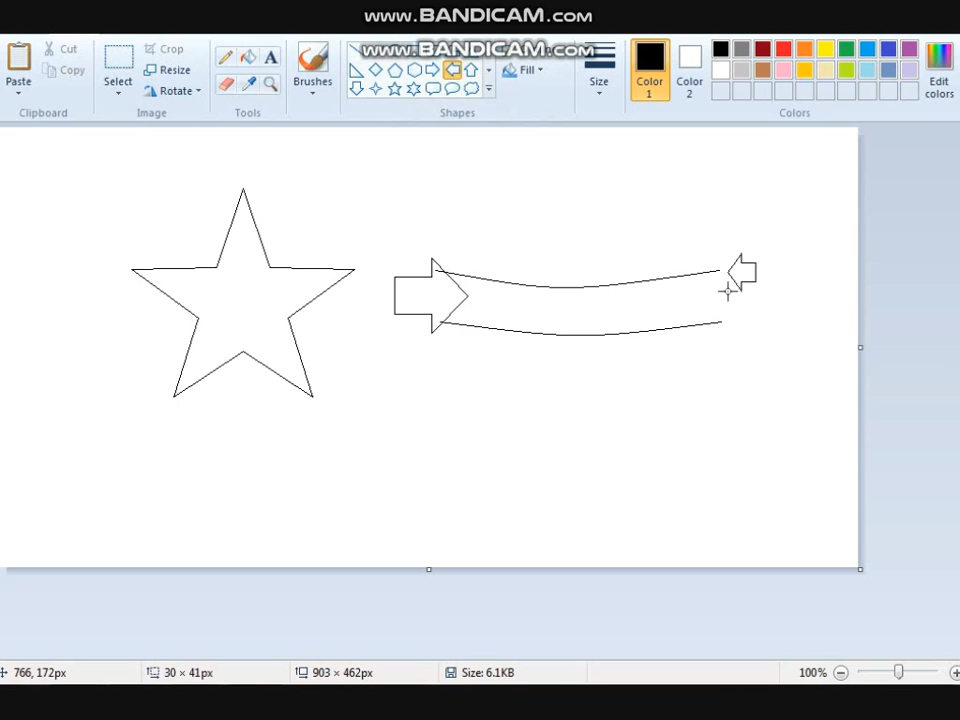 WWW.BANDICAM.COM
WWW.BANDICAM.COM
Cut
Copy
Paste
Clipboard
Select
Crop
Resize
Rotate
Image
Tools
Brushes
Fill
Shapes
Size
Color 1
Color 2
Edit colors
Colors
766, 172px
30 × 41px
903 × 462px
Size: 6.1KB
100%